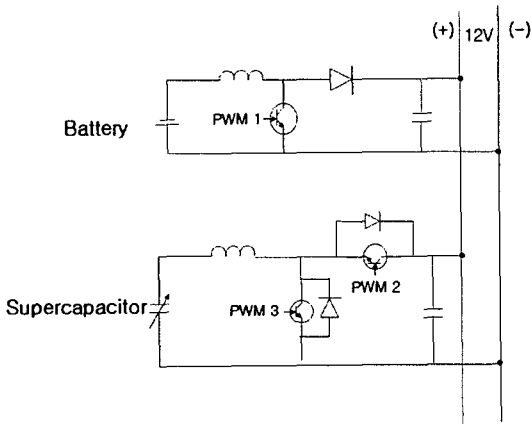 (+) 12V (-)
PWM 1
Battery
PWM 2
Supercapacitor
PWM 3